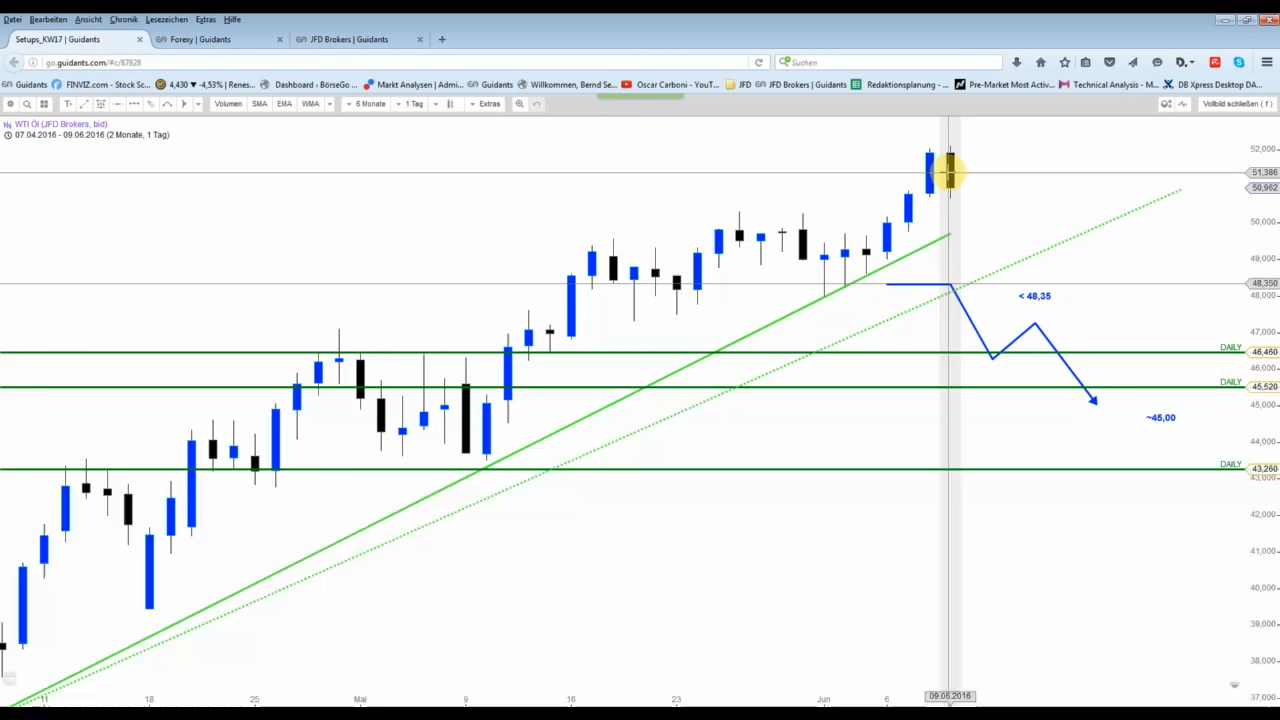 Datei Bearbeiten Ansicht Chronik Lesezeichen Extras Hilfe
Setups_KW17 | Guidants Forexy | Guidants JFD Brokers | Guidants
go.guidants.com/#c/87828 Suchen
Guidants FINVIZ.com - Stock... 4,430 ▼ -4,53% | Renes... Dashboard ‹ BörseGo... Markt Analysen | Admi... Guidants Willkommen, Bernd Se... Oscar Carboni - YouT... JFD JFD Brokers | Guidants Redaktionsplanung - ... Pre-Market Most Activ... Technical Analysis - M... DB Xpress Desktop DA...
Volumen SMA EMA WMA 6 Monate 1 Tag Extras Vollbild schließen ( f )
WTI Öl (JFD Brokers, bid)
07.04.2016 - 09.06.2016 (2 Monate, 1 Tag)
52,000
51,386
50,962
50,000
49,000
48,350
< 48,35
48,000
47,000
DAILY
46,460
46,000
DAILY
45,520
45,000
~45,00
44,000
DAILY
43,260
43,000
42,000
41,000
40,000
39,000
38,000
37,000
11 18 25 Mai 9 16 23 Jun 6 09.06.2016